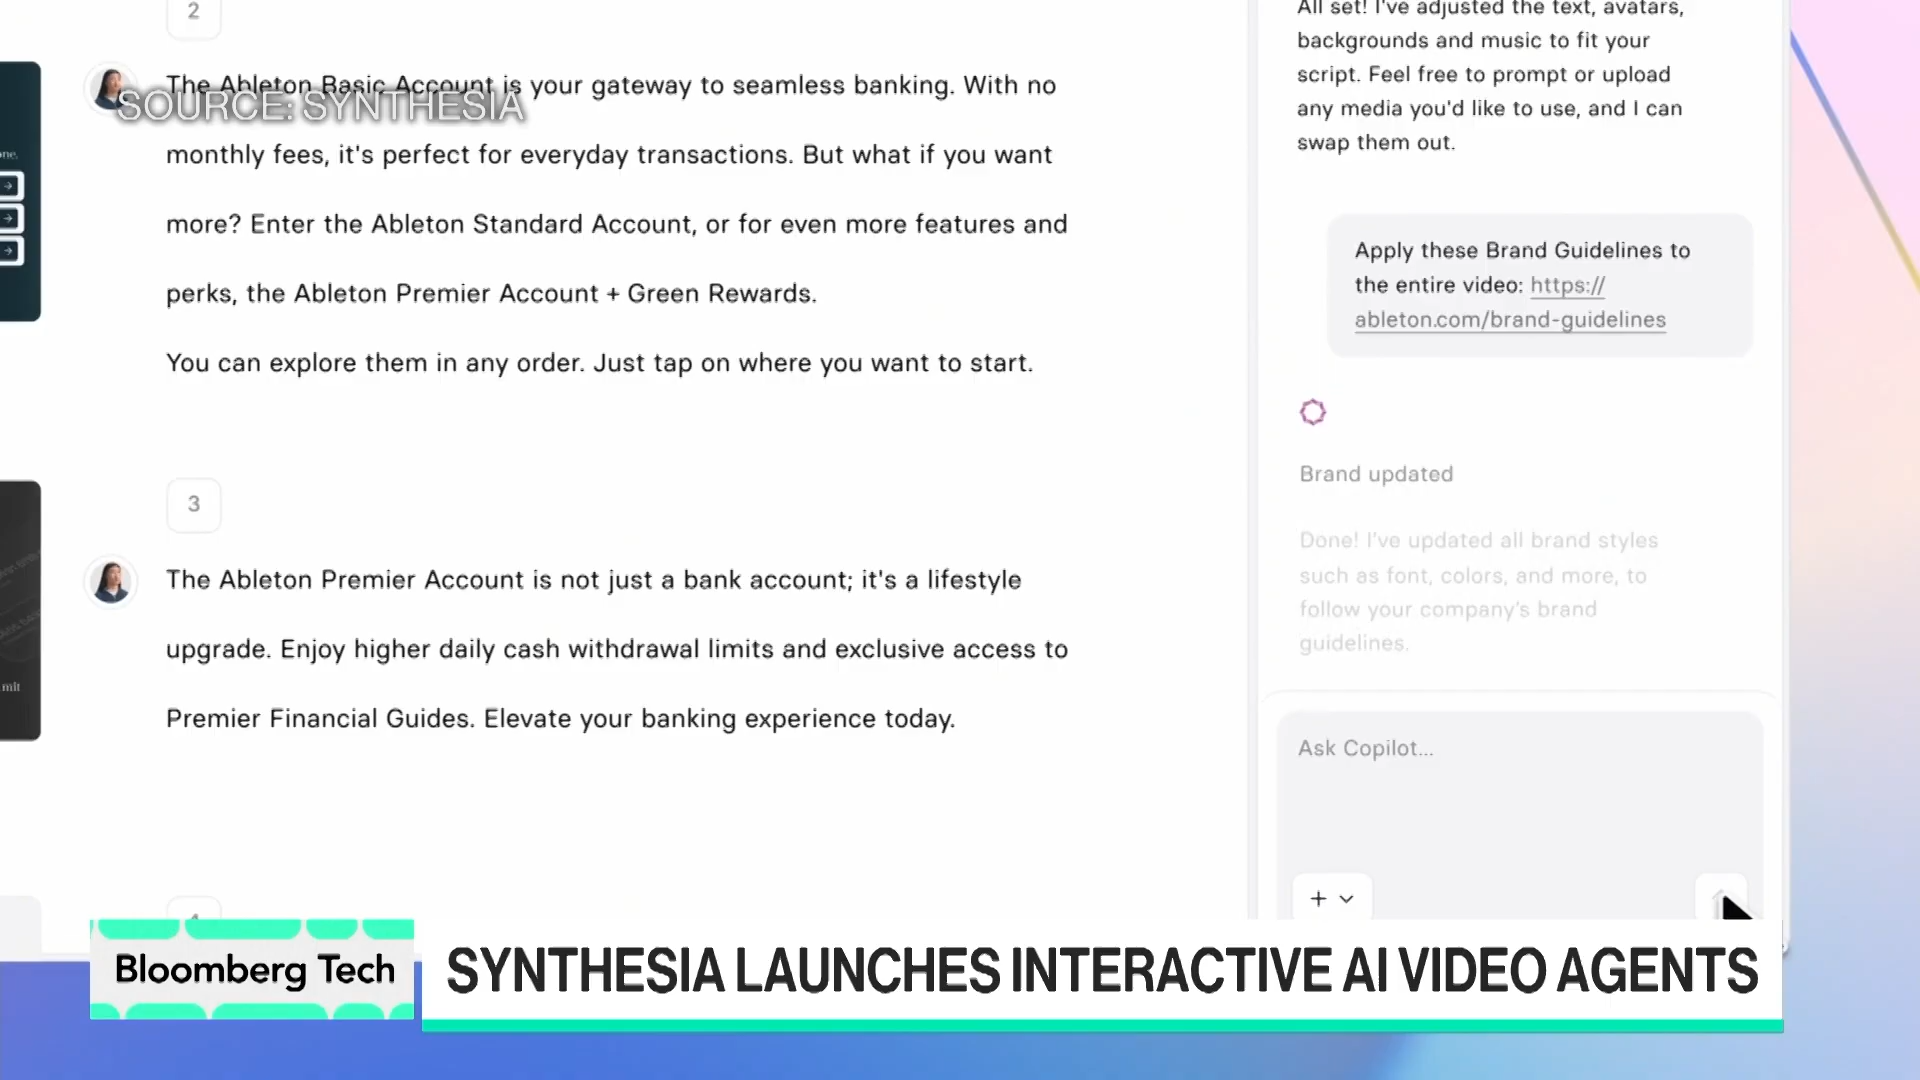 2
The Ableton Basic Account is your gateway to seamless banking. With no
SOURCE: SYNTHESIA
monthly fees, it's perfect for everyday transactions. But what if you want
more? Enter the Ableton Standard Account, or for even more features and
perks, the Ableton Premier Account + Green Rewards.
You can explore them in any order. Just tap on where you want to start.
3
The Ableton Premier Account is not just a bank account; it's a lifestyle
upgrade. Enjoy higher daily cash withdrawal limits and exclusive access to
Premier Financial Guides. Elevate your banking experience today.
All set! I've adjusted the text, avatars,
backgrounds and music to fit your
script. Feel free to prompt or upload
any media you'd like to use, and I can
swap them out.
Apply these Brand Guidelines to
the entire video: https://
ableton.com/brand-guidelines
Brand updated
Done! I've updated all brand styles
such as font, colors, and more, to
follow your company's brand
guidelines.
Ask Copilot...
Bloomberg Tech
SYNTHESIA LAUNCHES INTERACTIVE AI VIDEO AGENTS